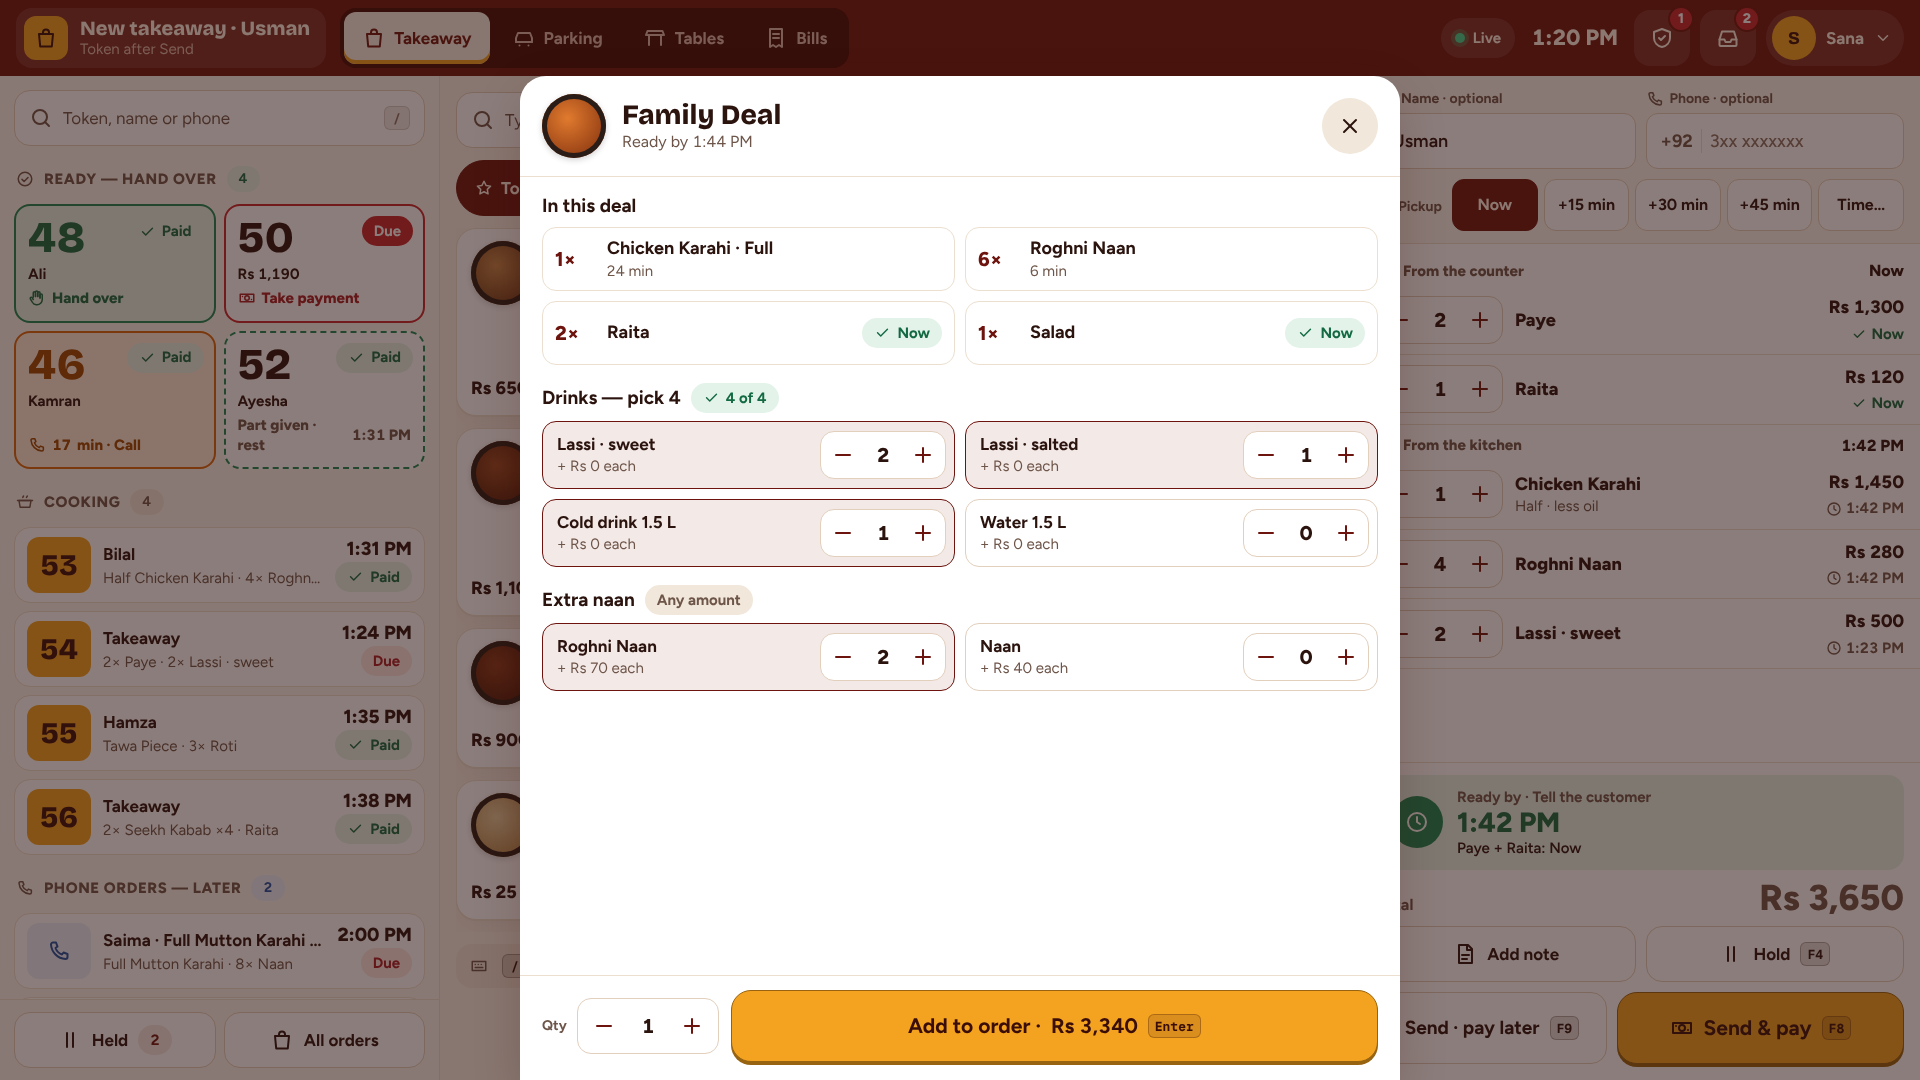 New takeaway · Usman
Token after Send
Takeaway
Parking
Tables
Bills
Live
1:20 PM
1
2
S
Sana
Token, name or phone
/
READY — HAND OVER
4
48
Paid
Ali
Hand over
50
Due
Rs 1,190
Take payment
46
Paid
Kamran
17 min · Call
52
Paid
Ayesha
Part given · rest
1:31 PM
COOKING
4
53
Bilal
Half Chicken Karahi · 4× Roghn...
1:31 PM
Paid
54
Takeaway
2× Paye · 2× Lassi · sweet
1:24 PM
Due
55
Hamza
Tawa Piece · 3× Roti
1:35 PM
Paid
56
Takeaway
2× Seekh Kabab ×4 · Raita
1:38 PM
Paid
PHONE ORDERS — LATER
2
Saima · Full Mutton Karahi ...
Full Mutton Karahi · 8× Naan
2:00 PM
Due
Held
2
All orders
Rs 25
/
Family Deal
Ready by 1:44 PM
In this deal
1×
Chicken Karahi · Full
24 min
6×
Roghni Naan
6 min
2×
Raita
Now
1×
Salad
Now
Drinks — pick 4
4 of 4
Lassi · sweet
+ Rs 0 each
2
Lassi · salted
+ Rs 0 each
1
Cold drink 1.5 L
+ Rs 0 each
1
Water 1.5 L
+ Rs 0 each
0
Extra naan
Any amount
Roghni Naan
+ Rs 70 each
2
Naan
+ Rs 40 each
0
Qty
1
Add to order · Rs 3,340
Enter
Name · optional
Usman
Phone · optional
+92
3xx xxxxxxx
Pickup
Now
+15 min
+30 min
+45 min
Time...
From the counter
Now
2
Paye
Rs 1,300
Now
1
Raita
Rs 120
Now
From the kitchen
1:42 PM
1
Chicken Karahi
Half · less oil
Rs 1,450
1:42 PM
4
Roghni Naan
Rs 280
1:42 PM
2
Lassi · sweet
Rs 500
1:23 PM
Ready by · Tell the customer
1:42 PM
Paye + Raita: Now
Rs 3,650
Add note
Hold
F4
Send · pay later
F9
Send & pay
F8